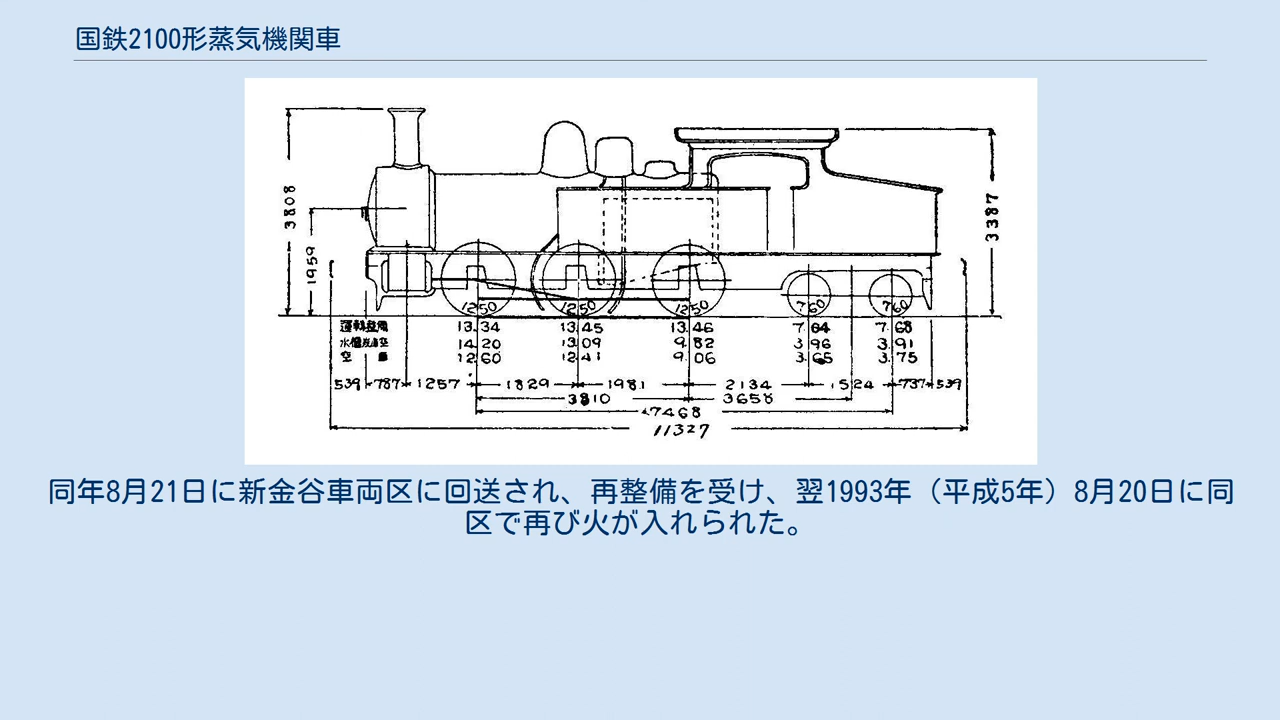 国鉄2100形蒸気機関車
3808
1959
3387
1250 1250 1250 760 760
運転整備 13.34 13.45 13.46 7.84 7.68
14.20 13.09 9.82 3.96 3.91
空 車 12.60 12.41 9.06 3.65 3.75
539 787 1257 1829 1981 2134 1524 737 539
3810 3658
7468
11327
同年8月21日に新金谷車両区に回送され、再整備を受け、翌1993年（平成5年）8月20日に同
区で再び火が入れられた。